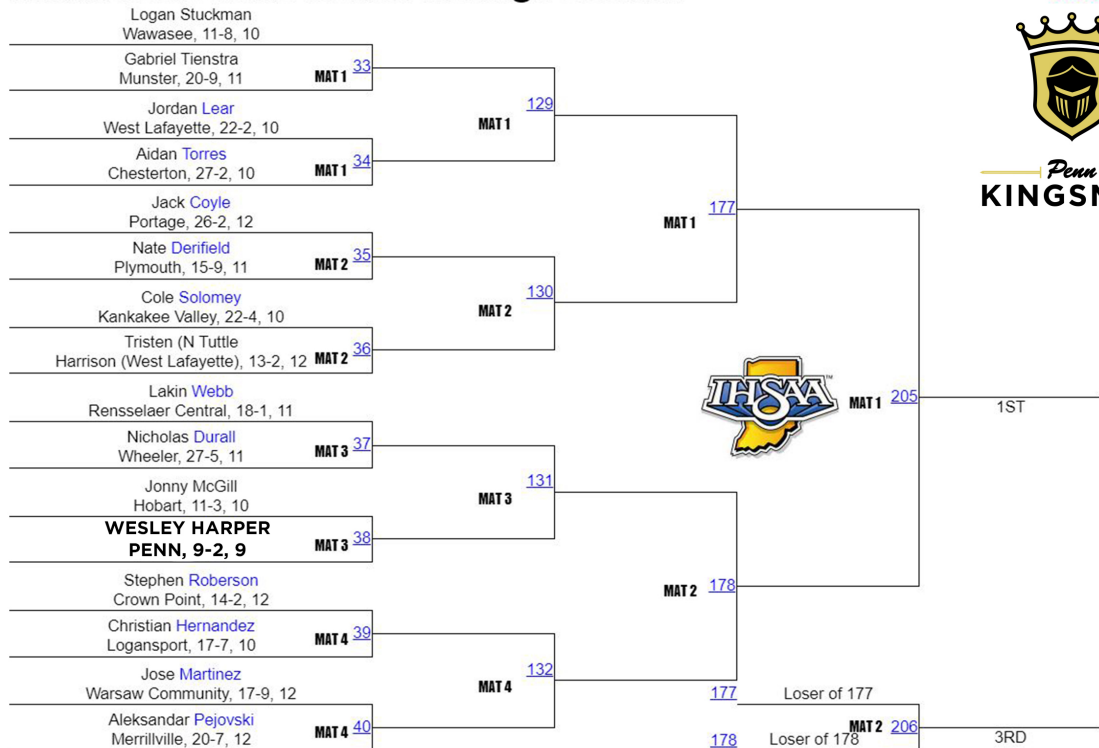 Logan Stuckman
Wawasee, 11-8, 10
Gabriel Tienstra
Munster, 20-9, 11
MAT 1 33
Jordan Lear
West Lafayette, 22-2, 10
Aidan Torres
Chesterton, 27-2, 10
MAT 1 34
MAT 1 129
Jack Coyle
Portage, 26-2, 12
Nate Derifield
Plymouth, 15-9, 11
MAT 2 35
Cole Solomey
Kankakee Valley, 22-4, 10
Tristen (N Tuttle
Harrison (West Lafayette), 13-2, 12
MAT 2 36
MAT 2 130
MAT 1 177
Lakin Webb
Rensselaer Central, 18-1, 11
Nicholas Durall
Wheeler, 27-5, 11
MAT 3 37
Jonny McGill
Hobart, 11-3, 10
WESLEY HARPER
PENN, 9-2, 9
MAT 3 38
MAT 3 131
Stephen Roberson
Crown Point, 14-2, 12
Christian Hernandez
Logansport, 17-7, 10
MAT 4 39
Jose Martinez
Warsaw Community, 17-9, 12
Aleksandar Pejovski
Merrillville, 20-7, 12
MAT 4 40
MAT 4 132
MAT 2 178
IHSAA
TM
MAT 1 205
1ST
177 Loser of 177
178 Loser of 178
MAT 2 206
3RD
Penn
KINGSM